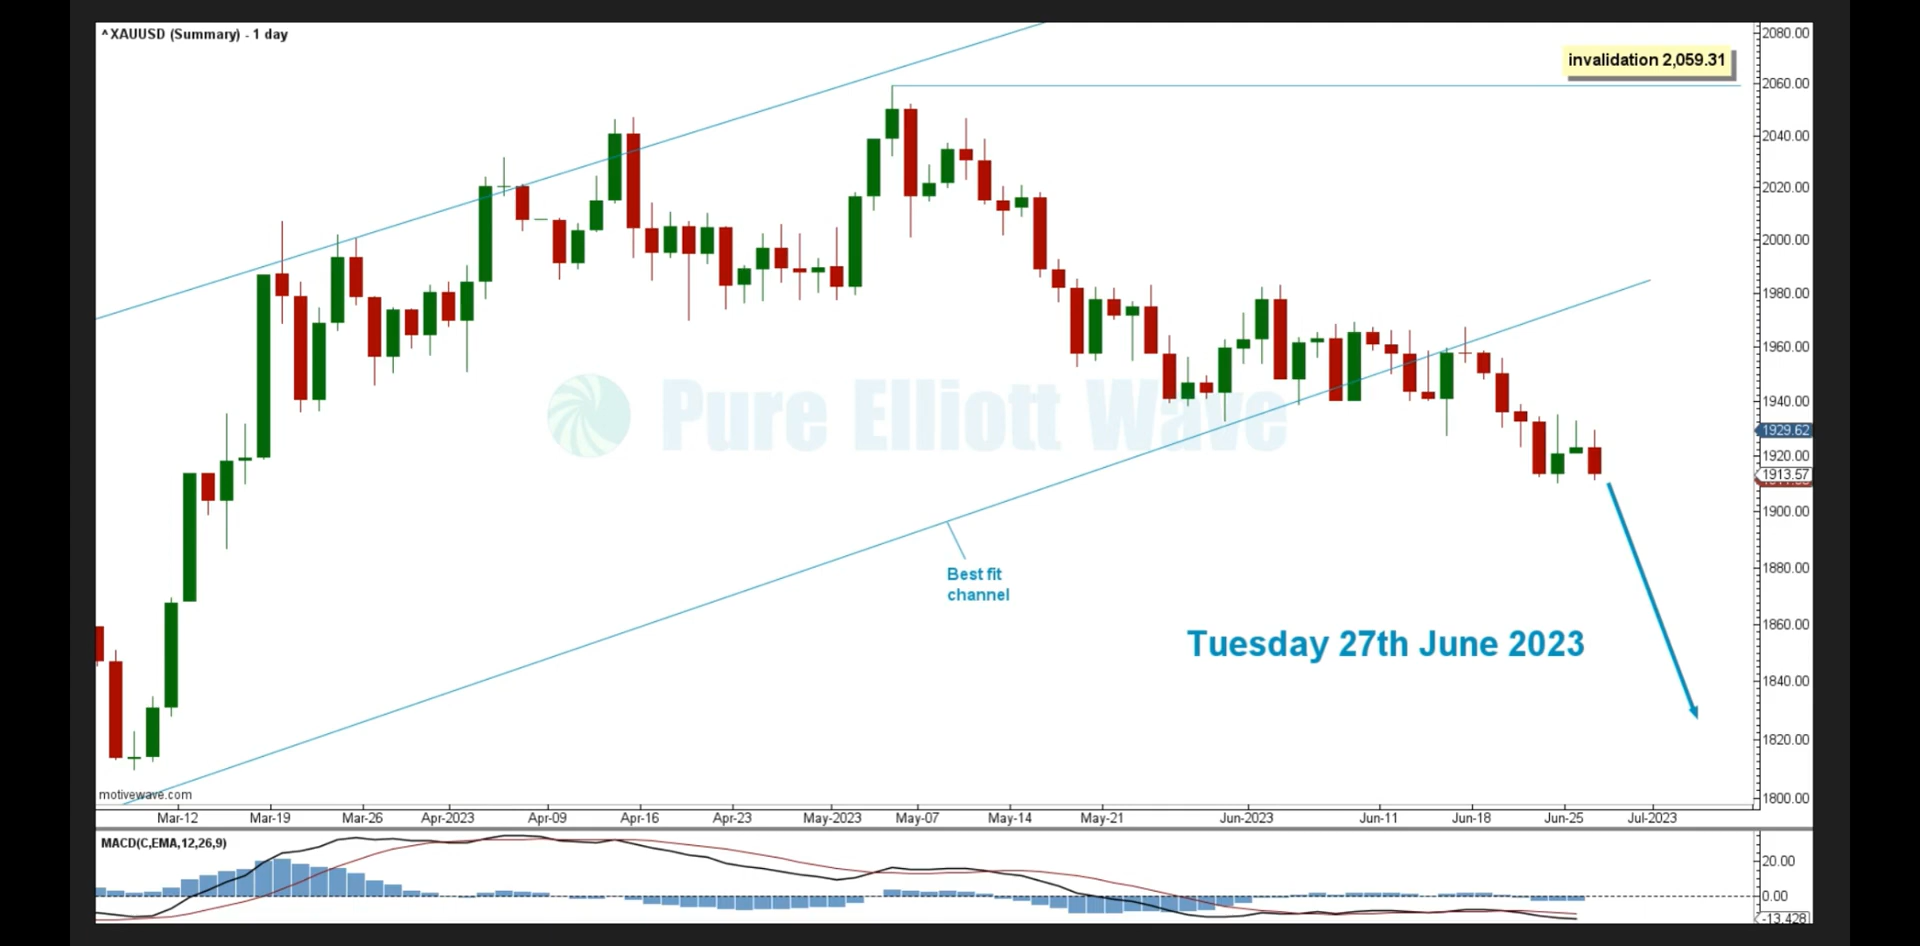 ^XAUUSD (Summary) - 1 day
invalidation 2,059.31
2080.00
2060.00
2040.00
2020.00
2000.00
1980.00
1960.00
1940.00
1929.62
1920.00
1913.57
1900.00
1880.00
1860.00
1840.00
1820.00
1800.00
Pure Elliott Wave
Best fit
channel
Tuesday 27th June 2023
motivewave.com
Mar-12 Mar-19 Mar-26 Apr-2023 Apr-09 Apr-16 Apr-23 May-2023 May-07 May-14 May-21 Jun-2023 Jun-11 Jun-18 Jun-25 Jul-2023
MACD(C,EMA,12,26,9)
20.00
0.00
-13.428